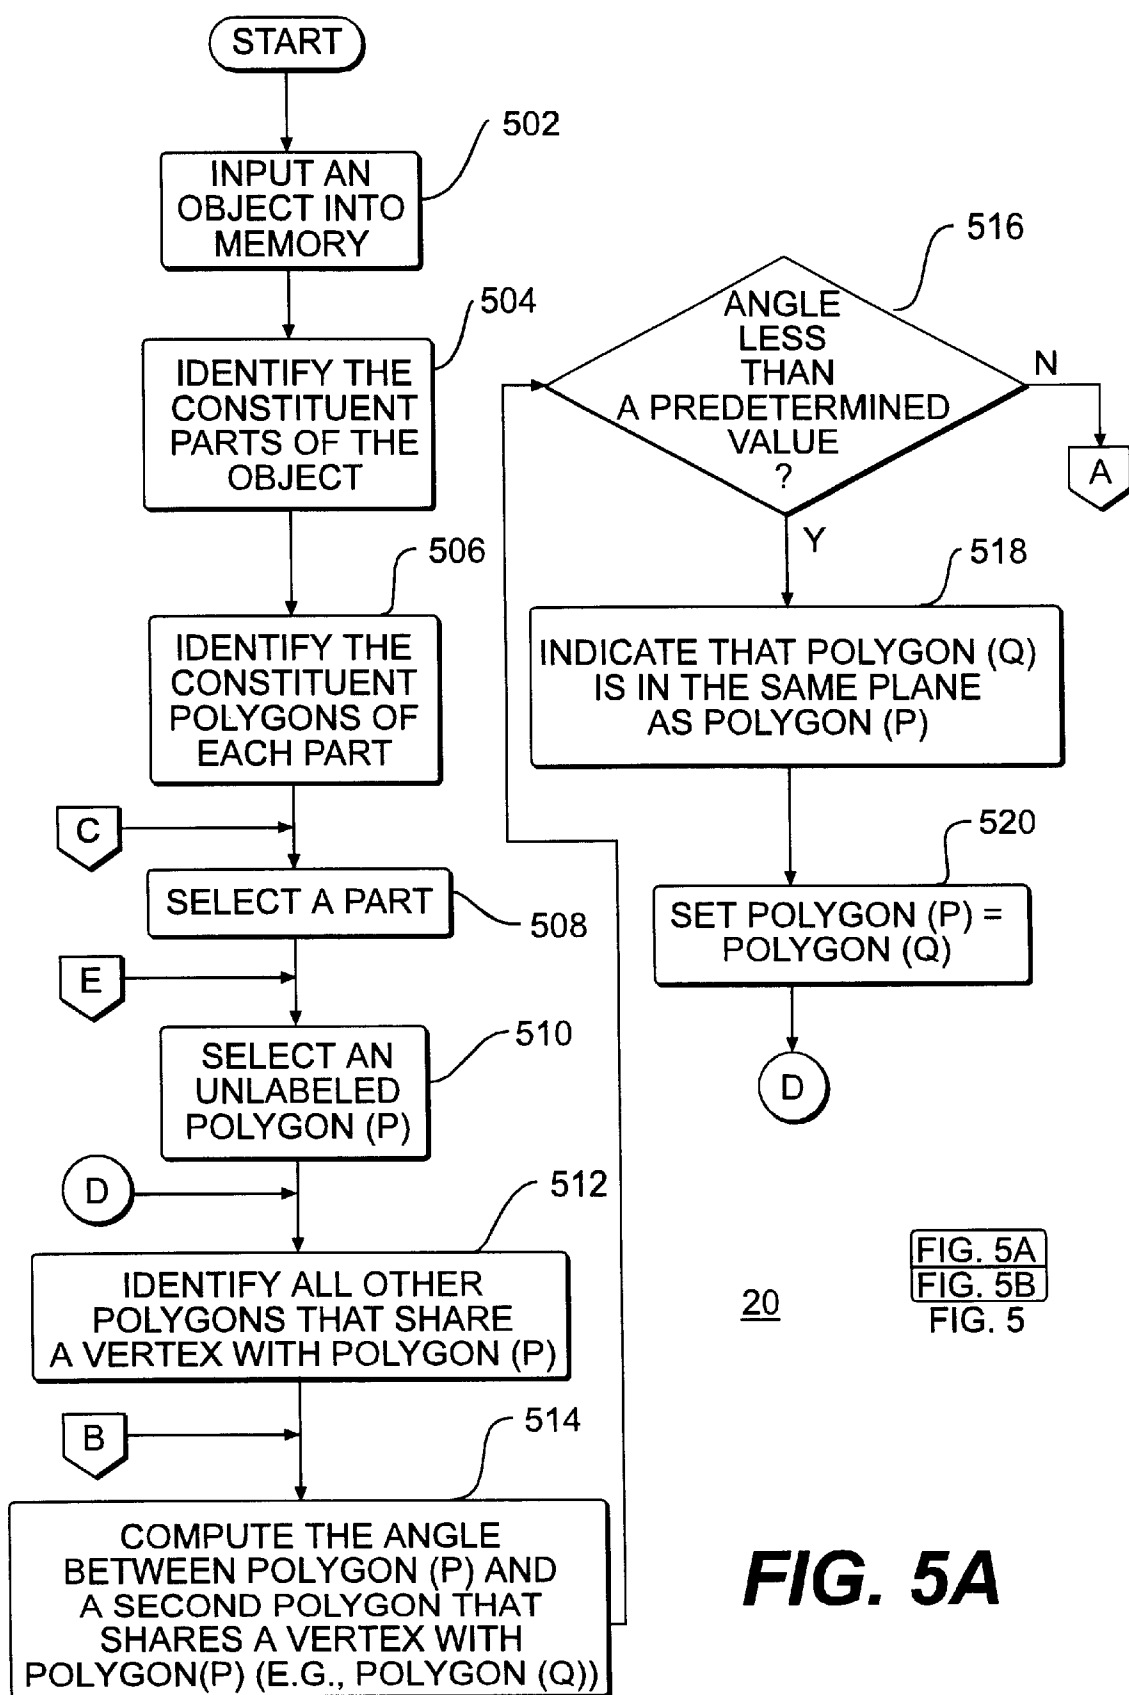 START
502
INPUT AN
OBJECT INTO
MEMORY
504
IDENTIFY THE
CONSTITUENT
PARTS OF THE
OBJECT
506
IDENTIFY THE
CONSTITUENT
POLYGONS OF
EACH PART
C
SELECT A PART
508
E
510
SELECT AN
UNLABELED
POLYGON (P)
D
512
IDENTIFY ALL OTHER
POLYGONS THAT SHARE
A VERTEX WITH POLYGON (P)
B
514
COMPUTE THE ANGLE
BETWEEN POLYGON (P) AND
A SECOND POLYGON THAT
SHARES A VERTEX WITH
POLYGON(P) (E.G., POLYGON (Q))
516
ANGLE
LESS
THAN
A PREDETERMINED
VALUE
?
N
A
Y
518
INDICATE THAT POLYGON (Q)
IS IN THE SAME PLANE
AS POLYGON (P)
520
SET POLYGON (P) =
POLYGON (Q)
D
20
FIG. 5A
FIG. 5B
FIG. 5
FIG. 5A